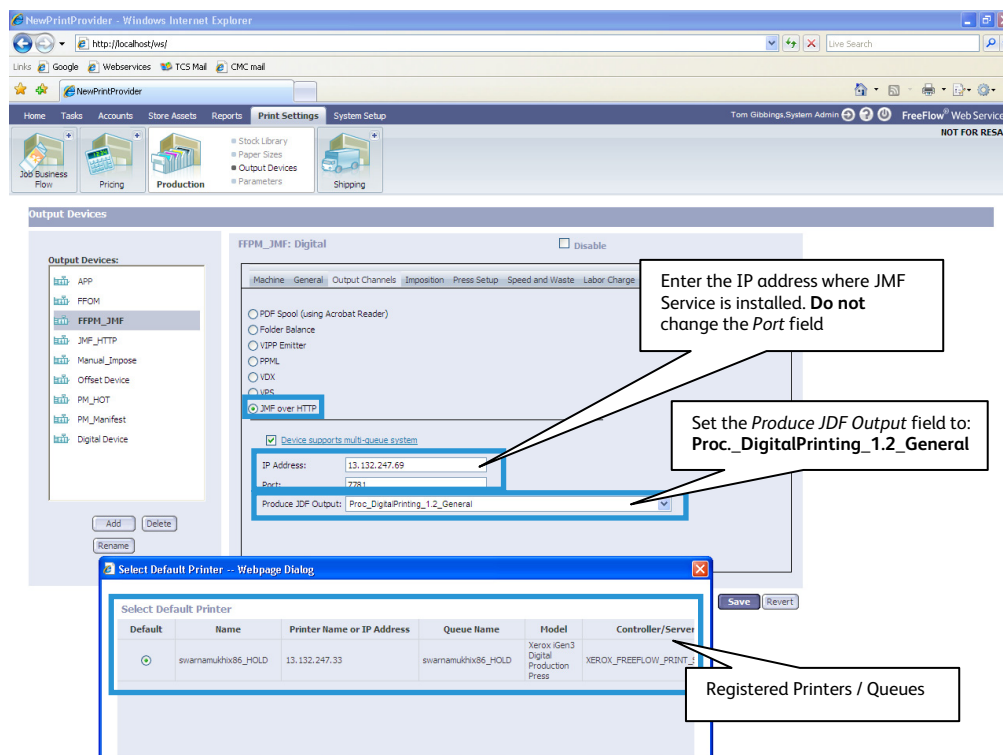 NewPrintProvider - Windows Internet Explorer
http://localhost/ws/
Live Search
Links Google Webservices TCS Mail CMC mail
NewPrintProvider
Home Tasks Accounts Store Assets Reports Print Settings System Setup
Tom Gibbings,System Admin
FreeFlow® Web Service
NOT FOR RESA
Job Business Flow
Pricing
Production
Stock Library
Paper Sizes
Output Devices
Parameters
Shipping
Output Devices
Output Devices:
APP
FFOM
FFPM_JMF
JMF_HTTP
Manual_Impose
Offset Device
PM_HOT
PM_Manifest
Digital Device
Add Delete
Rename
FFPM_JMF: Digital
Disable
Machine General Output Channels Imposition Press Setup Speed and Waste Labor Charge
PDF Spool (using Acrobat Reader)
Folder Balance
VIPP Emitter
PPML
VDX
VPS
JMF over HTTP
Device supports multi-queue system
IP Address: 13.132.247.69
Port: 7781
Produce JDF Output: Proc_DigitalPrinting_1.2_General
Enter the IP address where JMF
Service is installed. Do not
change the Port field
Set the Produce JDF Output field to:
Proc._DigitalPrinting_1.2_General
Save Revert
Select Default Printer -- Webpage Dialog
Select Default Printer
Default Name Printer Name or IP Address Queue Name Model Controller/Server
swarnamukhix86_HOLD 13.132.247.33 swarnamukhix86_HOLD
Xerox iGen3
Digital
Production
Press
XEROX_FREEFLOW_PRINT_S
Registered Printers / Queues